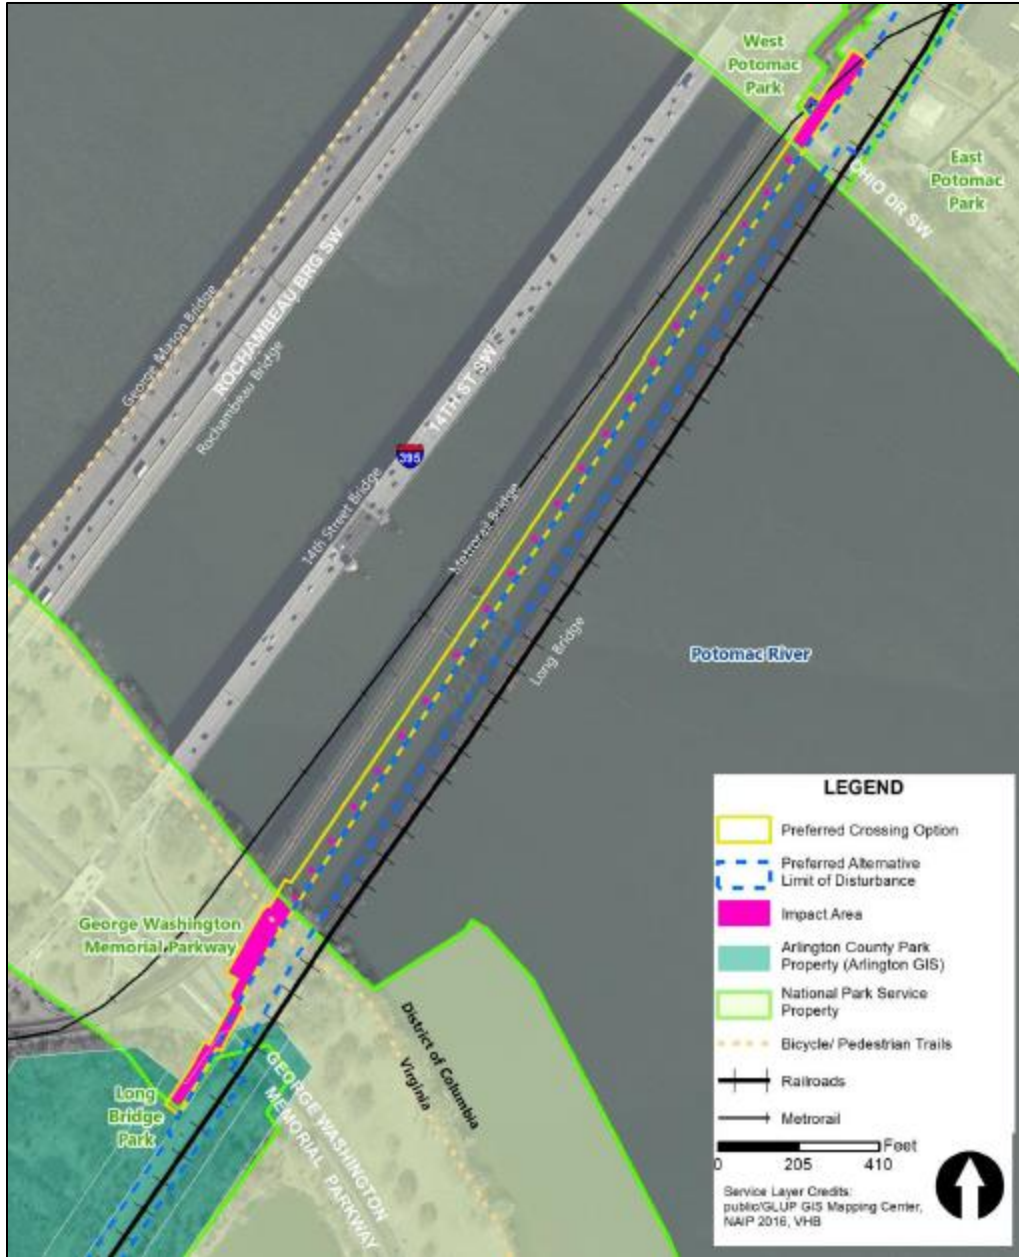 West
Potomac
Park
East
Potomac
Park
OHIO DR SW
George Mason Bridge
ROCHAMBEAU BRG SW
Rochambeau Bridge
14TH ST SW
395
14th Street Bridge
Metrorail Bridge
Long Bridge
Potomac River
George Washington
Memorial Parkway
District of Columbia
Virginia
Long
Bridge
Park
GEORGE WASHINGTON
MEMORIAL PARKWAY
LEGEND
Preferred Crossing Option
Preferred Alternative
Limit of Disturbance
Impact Area
Arlington County Park
Property (Arlington GIS)
National Park Service
Property
Bicycle/ Pedestrian Trails
Railroads
Metrorail
Feet
0 205 410
Service Layer Credits:
public/GLUP GIS Mapping Center,
NAIP 2016, VHB